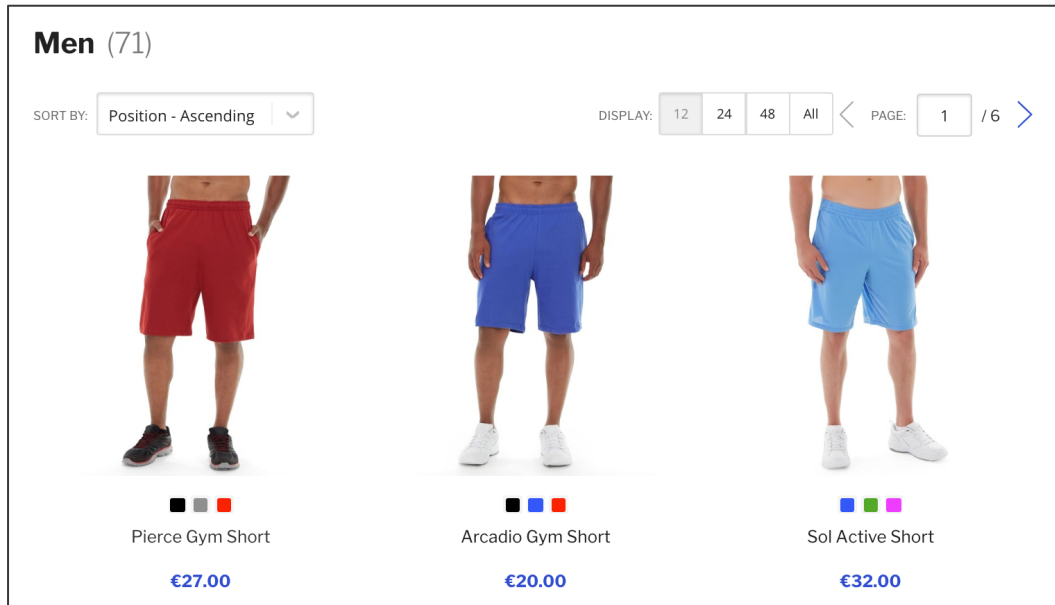 Men (71)
SORT BY: Position - Ascending DISPLAY: 12 24 48 All PAGE: 1 / 6
Pierce Gym Short Arcadio Gym Short Sol Active Short
€27.00 €20.00 €32.00